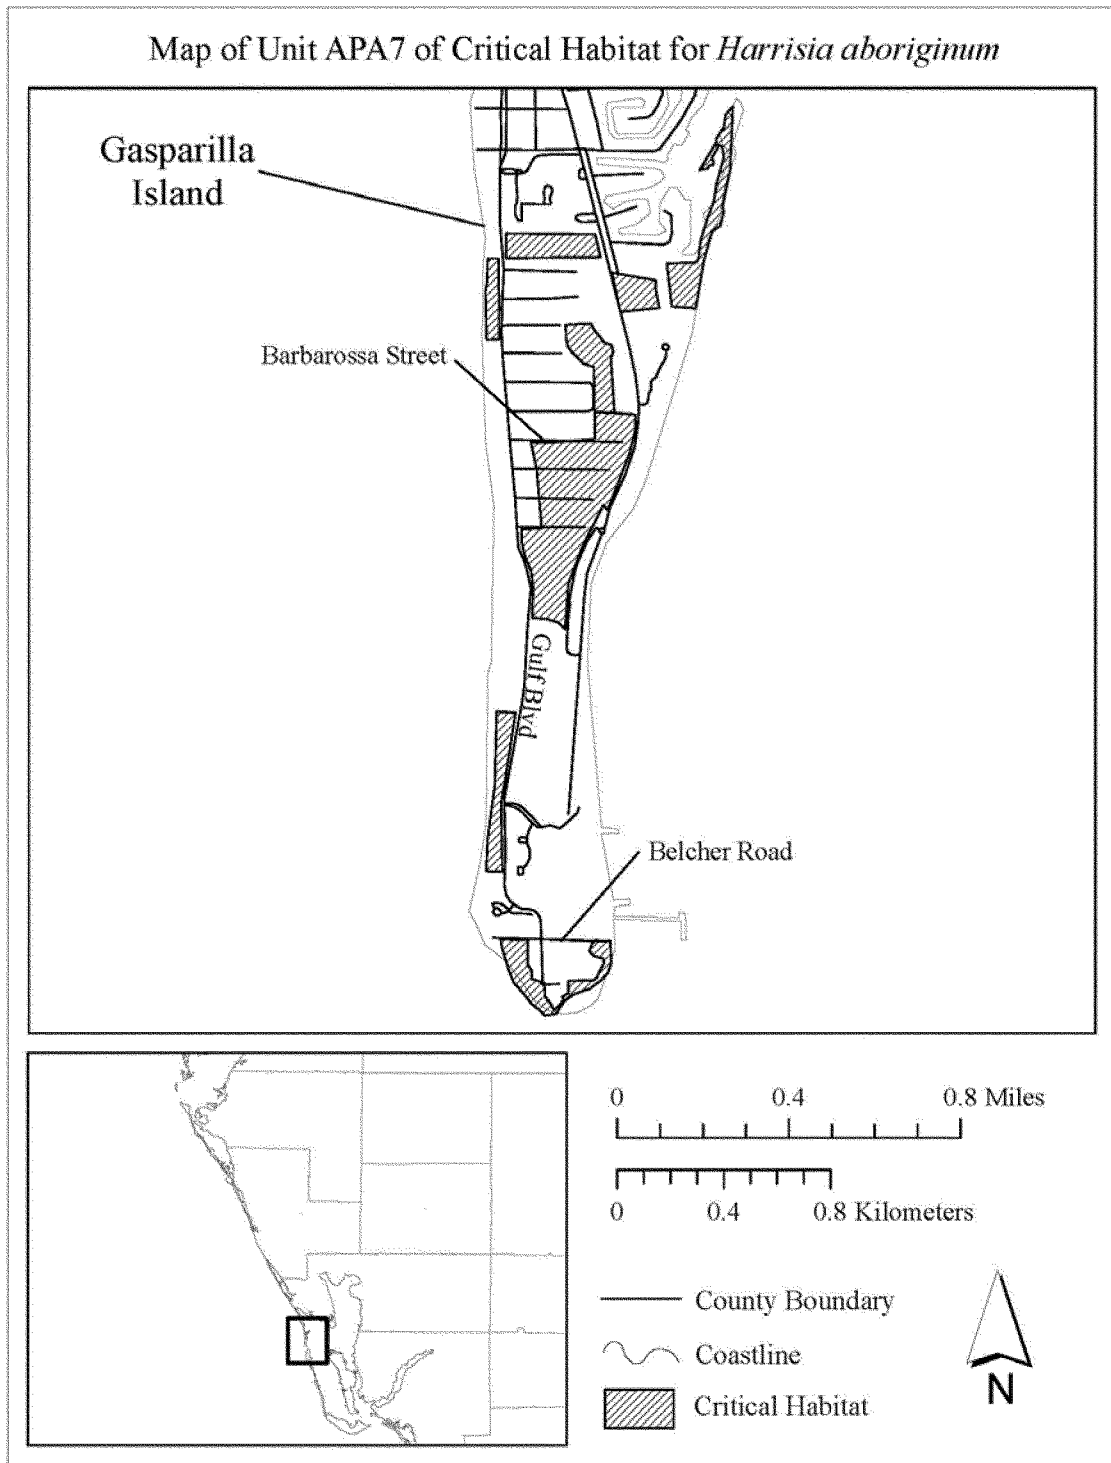 Map of Unit APA7 of Critical Habitat for Harrisia aboriginum
Gasparilla
Island
Barbarossa Street
Gulf Blvd
Belcher Road
0 0.4 0.8 Miles
0 0.4 0.8 Kilometers
County Boundary
Coastline
Critical Habitat
N